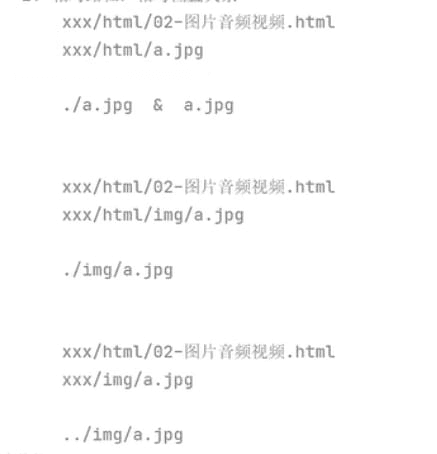 xxx/html/02-图片音频视频.html
xxx/html/a.jpg
./a.jpg & a.jpg
xxx/html/02-图片音频视频.html
xxx/html/img/a.jpg
./img/a.jpg
xxx/html/02-图片音频视频.html
xxx/img/a.jpg
../img/a.jpg